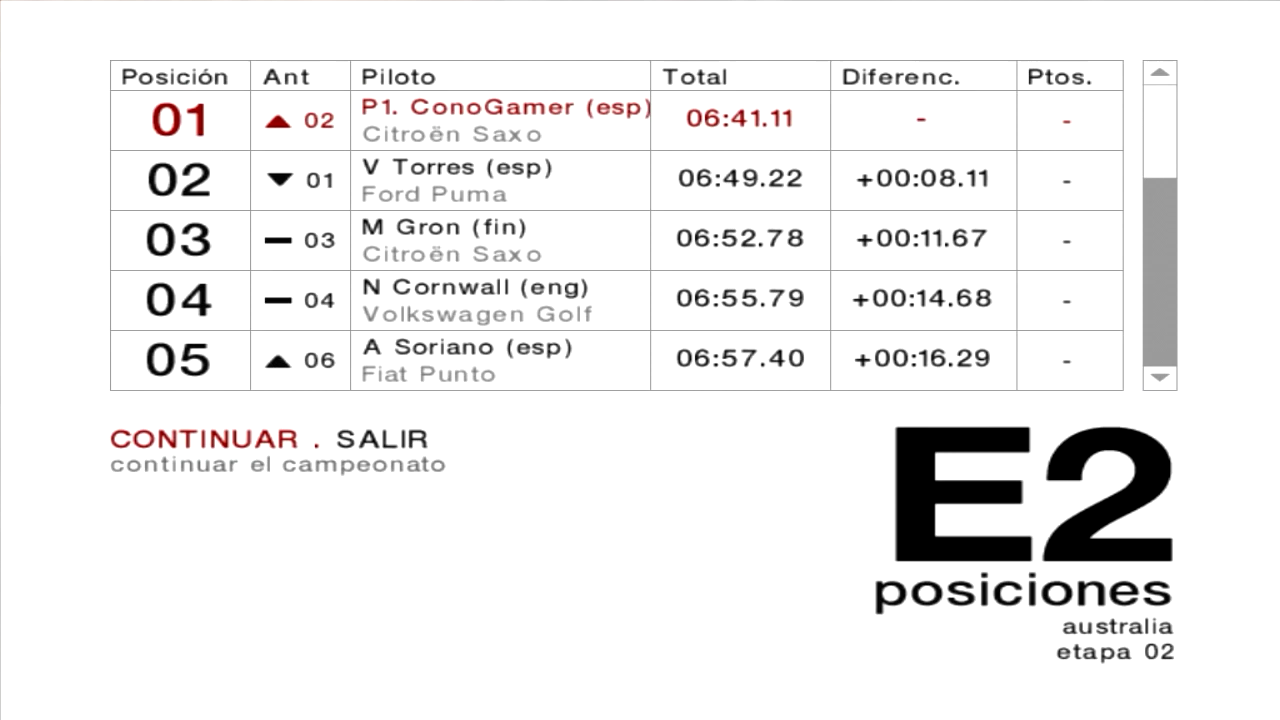 Posición Ant Piloto Total Diferenc. Ptos.
01 02 P1. ConoGamer (esp) 06:41.11 - -
Citroën Saxo
02 01 V Torres (esp) 06:49.22 +00:08.11 -
Ford Puma
03 03 M Gron (fin) 06:52.78 +00:11.67 -
Citroën Saxo
04 04 N Cornwall (eng) 06:55.79 +00:14.68 -
Volkswagen Golf
05 06 A Soriano (esp) 06:57.40 +00:16.29 -
Fiat Punto
CONTINUAR . SALIR
continuar el campeonato
E2
posiciones
australia
etapa 02